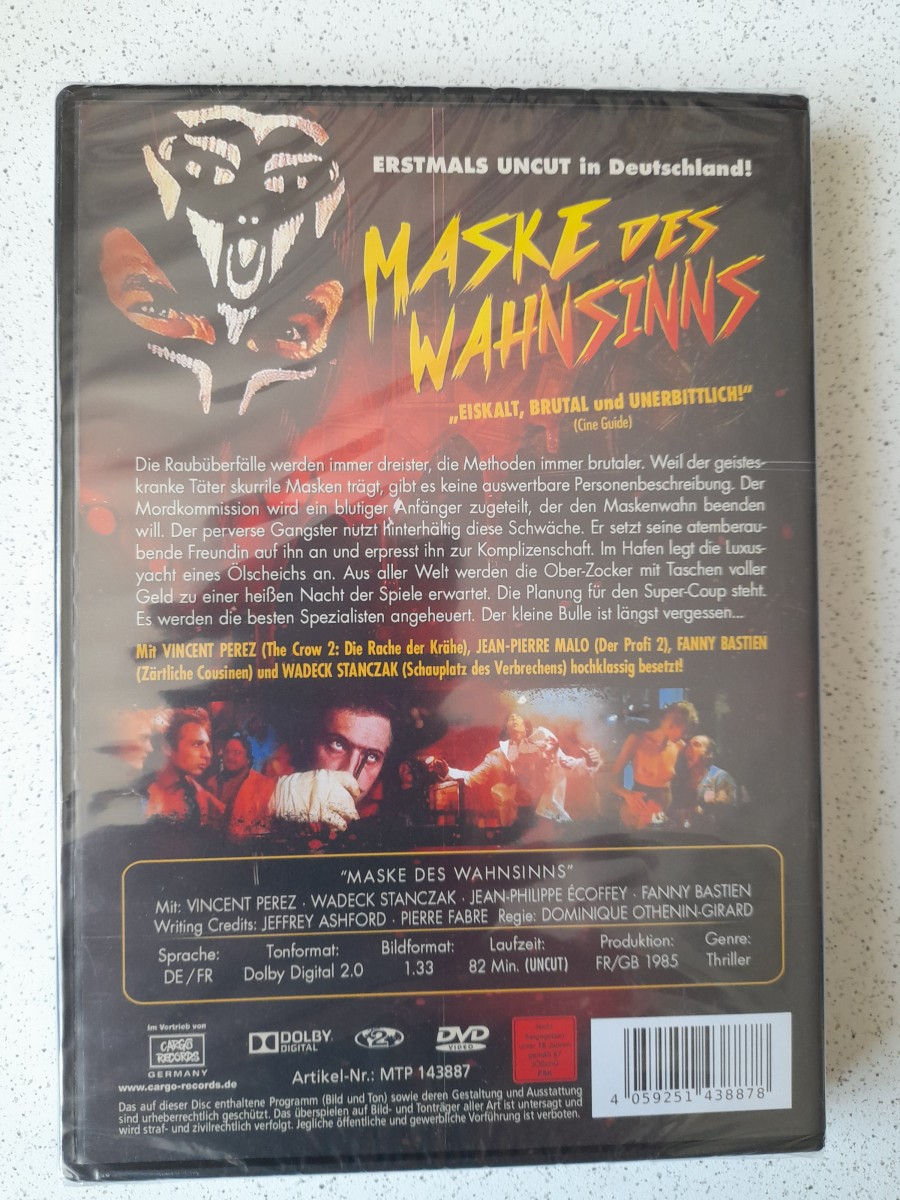 ERSTMALS UNCUT in Deutschland!
MASKE DES
WAHNSINNS
„EISKALT, BRUTAL und UNERBITTLICH!“
(Cine Guide)
Die Raubüberfälle werden immer dreister, die Methoden immer brutaler. Weil der geistes-
kranke Täter skurrile Masken trägt, gibt es keine auswertbare Personenbeschreibung. Der
Mordkommission wird ein blutiger Anfänger zugeteilt, der den Maskenwahn beenden
will. Der perverse Gangster nutzt hinterhältig diese Schwäche. Er setzt seine atemberau-
bende Freundin auf ihn an und erpresst ihn zur Komplizenschaft. Im Hafen legt die Luxus-
yacht eines Ölscheichs an. Aus aller Welt werden die Ober-Zocker mit Taschen voller
Geld zu einer heißen Nacht der Spiele erwartet. Die Planung für den Super-Coup steht.
Es werden die besten Spezialisten angeheuert. Der kleine Bulle ist längst vergessen...
Mit VINCENT PEREZ (The Crow 2: Die Rache der Krähe), JEAN-PIERRE MALO (Der Profi 2), FANNY BASTIEN
(Zärtliche Cousinen) und WADECK STANCZAK (Schauplatz des Verbrechens) hochklassig besetzt!
"MASKE DES WAHNSINNS"
Mit: VINCENT PEREZ · WADECK STANCZAK · JEAN-PHILIPPE ÉCOFFEY · FANNY BASTIEN
Writing Credits: JEFFREY ASHFORD · PIERRE FABRE Regie: DOMINIQUE OTHENIN-GIRARD
Sprache: Tonformat: Bildformat: Laufzeit: Produktion: Genre:
DE/FR Dolby Digital 2.0 1.33 82 Min. (UNCUT) FR/GB 1985 Thriller
Im Vertrieb von
CARGO
RECORDS
GERMANY
www.cargo-records.de
DOLBY
DIGITAL
2
DVD
VIDEO
Artikel-Nr.: MTP 143887
4 059251 438878
Das auf dieser Disc enthaltene Programm (Bild und Ton) sowie deren Gestaltung und Ausstattung
sind urheberrechtlich geschützt. Das überspielen auf Bild- und Tonträger aller Art ist untersagt und
wird straf- und zivilrechtlich verfolgt. Jegliche öffentliche und gewerbliche Vorführung ist verboten.